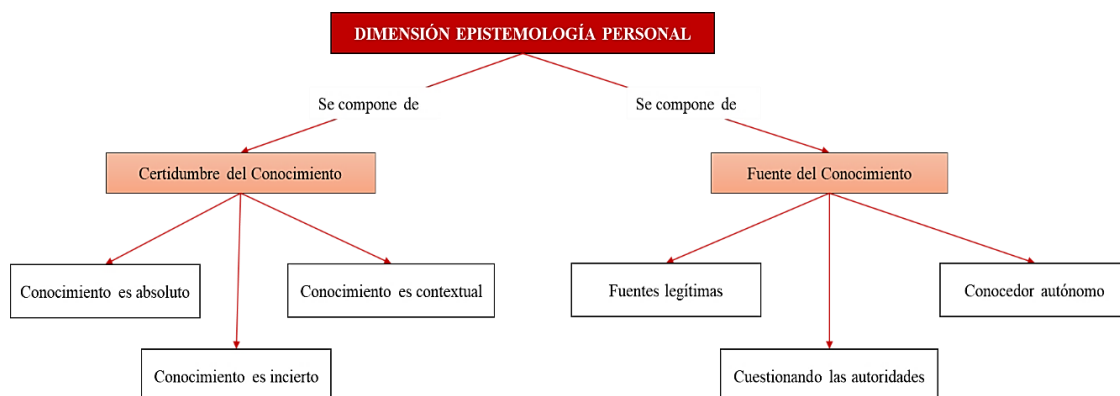 DIMENSIÓN EPISTEMOLOGÍA PERSONAL
Se compone de
Se compone de
Certidumbre del Conocimiento
Fuente del Conocimiento
Conocimiento es absoluto
Conocimiento es contextual
Fuentes legítimas
Conocedor autónomo
Conocimiento es incierto
Cuestionando las autoridades